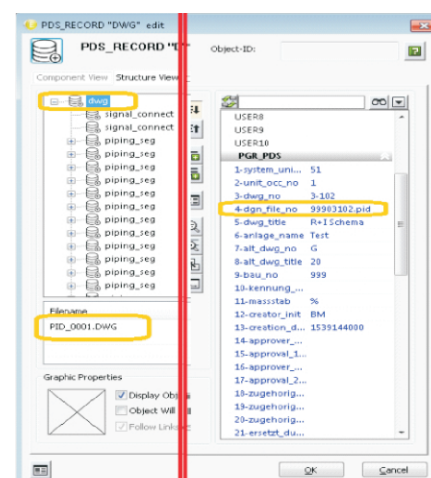 PDS_RECORD "DWG" edit
PDS_RECORD "D
Object-ID:
Component View Structure View
dwg
signal_connect
signal_connect
piping_seg
piping_seg
piping_seg
piping_seg
piping_seg
piping_seg
piping_seg
piping_seg
piping_seg
piping_seg
piping_seg
piping_seg
Filename
PID_0001.DWG
Graphic Properties
Display Obj
Object Will
Follow Link
USER8
USER9
USER10
PGR_PDS
1-system_uni... 51
2-unit_occ_no 1
3-dwg_no 3-102
4-dgn_file_no 99903102.pid
5-dwg_title R+ISchema
6-anlage_name Test
7-alt_dwg_no G
8-alt_dwg_title 20
9-bau_no 999
10-kennung_...
11-massstab %
12-creator_init BM
13-creation_d... 1539144000
14-approver_...
15-approval_1...
16-approver_...
17-approval_2...
18-zugehorig...
19-zugehorig...
20-zugehorig...
21-ersetzt_du...
OK Cancel